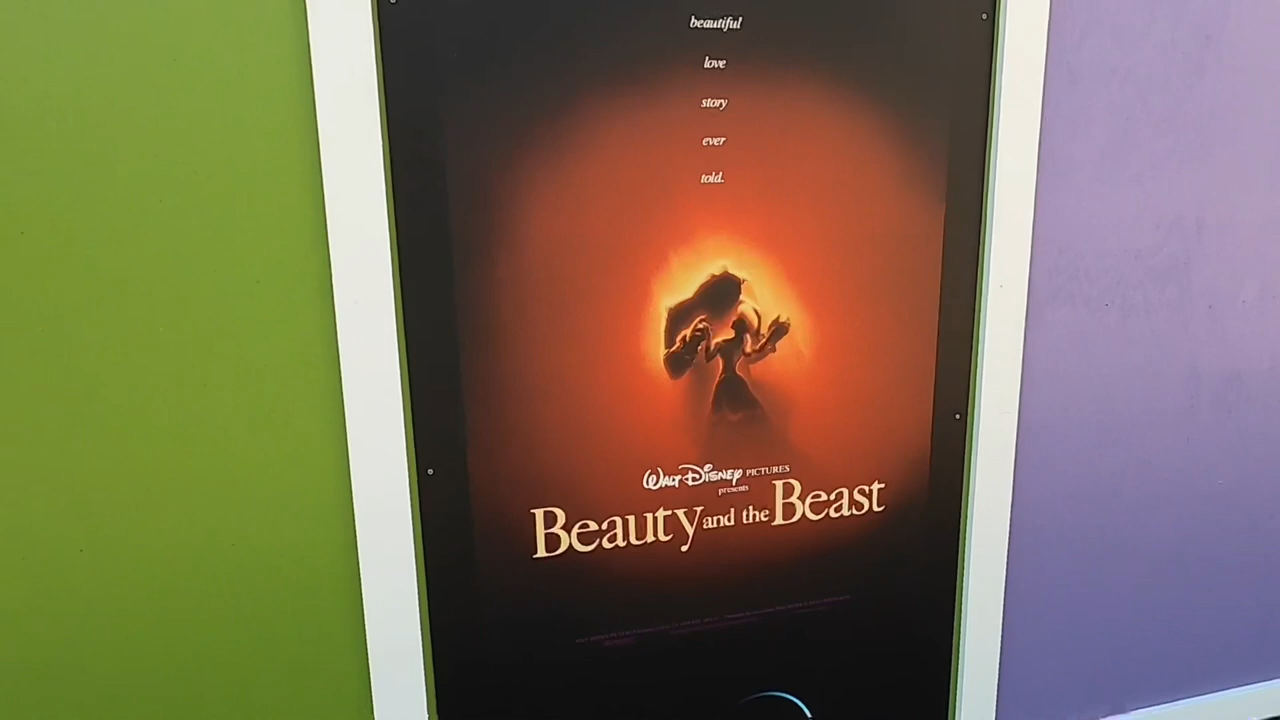 beautiful
love
story
ever
told.
WALT DISNEY PICTURES
presents
Beauty and the Beast